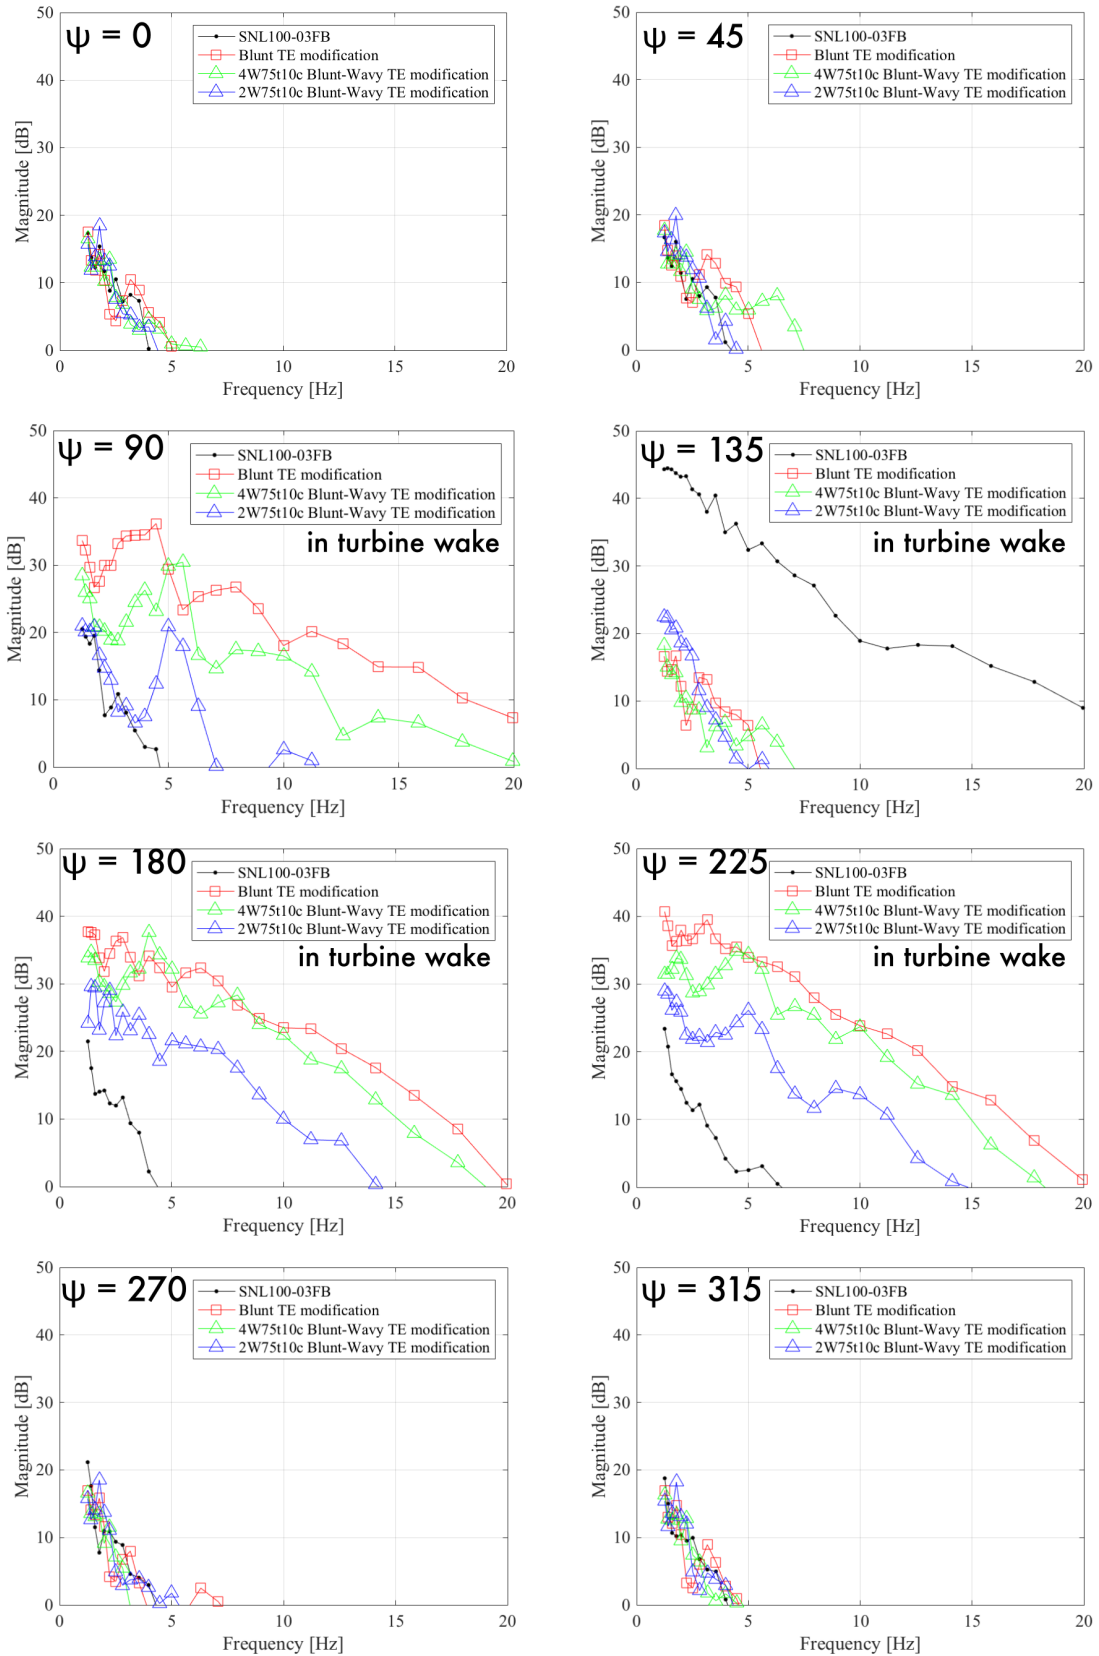 ψ = 0
SNL100-03FB
Blunt TE modification
4W75t10c Blunt-Wavy TE modification
2W75t10c Blunt-Wavy TE modification
50
40
30
20
10
0
Magnitude [dB]
0 5 10 15 20
Frequency [Hz]
ψ = 45
SNL100-03FB
Blunt TE modification
4W75t10c Blunt-Wavy TE modification
2W75t10c Blunt-Wavy TE modification
50
40
30
20
10
0
Magnitude [dB]
0 5 10 15 20
Frequency [Hz]
ψ = 90
SNL100-03FB
Blunt TE modification
4W75t10c Blunt-Wavy TE modification
2W75t10c Blunt-Wavy TE modification
in turbine wake
50
40
30
20
10
0
Magnitude [dB]
0 5 10 15 20
Frequency [Hz]
ψ = 135
SNL100-03FB
Blunt TE modification
4W75t10c Blunt-Wavy TE modification
2W75t10c Blunt-Wavy TE modification
in turbine wake
50
40
30
20
10
0
Magnitude [dB]
0 5 10 15 20
Frequency [Hz]
ψ = 180
SNL100-03FB
Blunt TE modification
4W75t10c Blunt-Wavy TE modification
2W75t10c Blunt-Wavy TE modification
in turbine wake
50
40
30
20
10
0
Magnitude [dB]
0 5 10 15 20
Frequency [Hz]
ψ = 225
SNL100-03FB
Blunt TE modification
4W75t10c Blunt-Wavy TE modification
2W75t10c Blunt-Wavy TE modification
in turbine wake
50
40
30
20
10
0
Magnitude [dB]
0 5 10 15 20
Frequency [Hz]
ψ = 270
SNL100-03FB
Blunt TE modification
4W75t10c Blunt-Wavy TE modification
2W75t10c Blunt-Wavy TE modification
50
40
30
20
10
0
Magnitude [dB]
0 5 10 15 20
Frequency [Hz]
ψ = 315
SNL100-03FB
Blunt TE modification
4W75t10c Blunt-Wavy TE modification
2W75t10c Blunt-Wavy TE modification
50
40
30
20
10
0
Magnitude [dB]
0 5 10 15 20
Frequency [Hz]